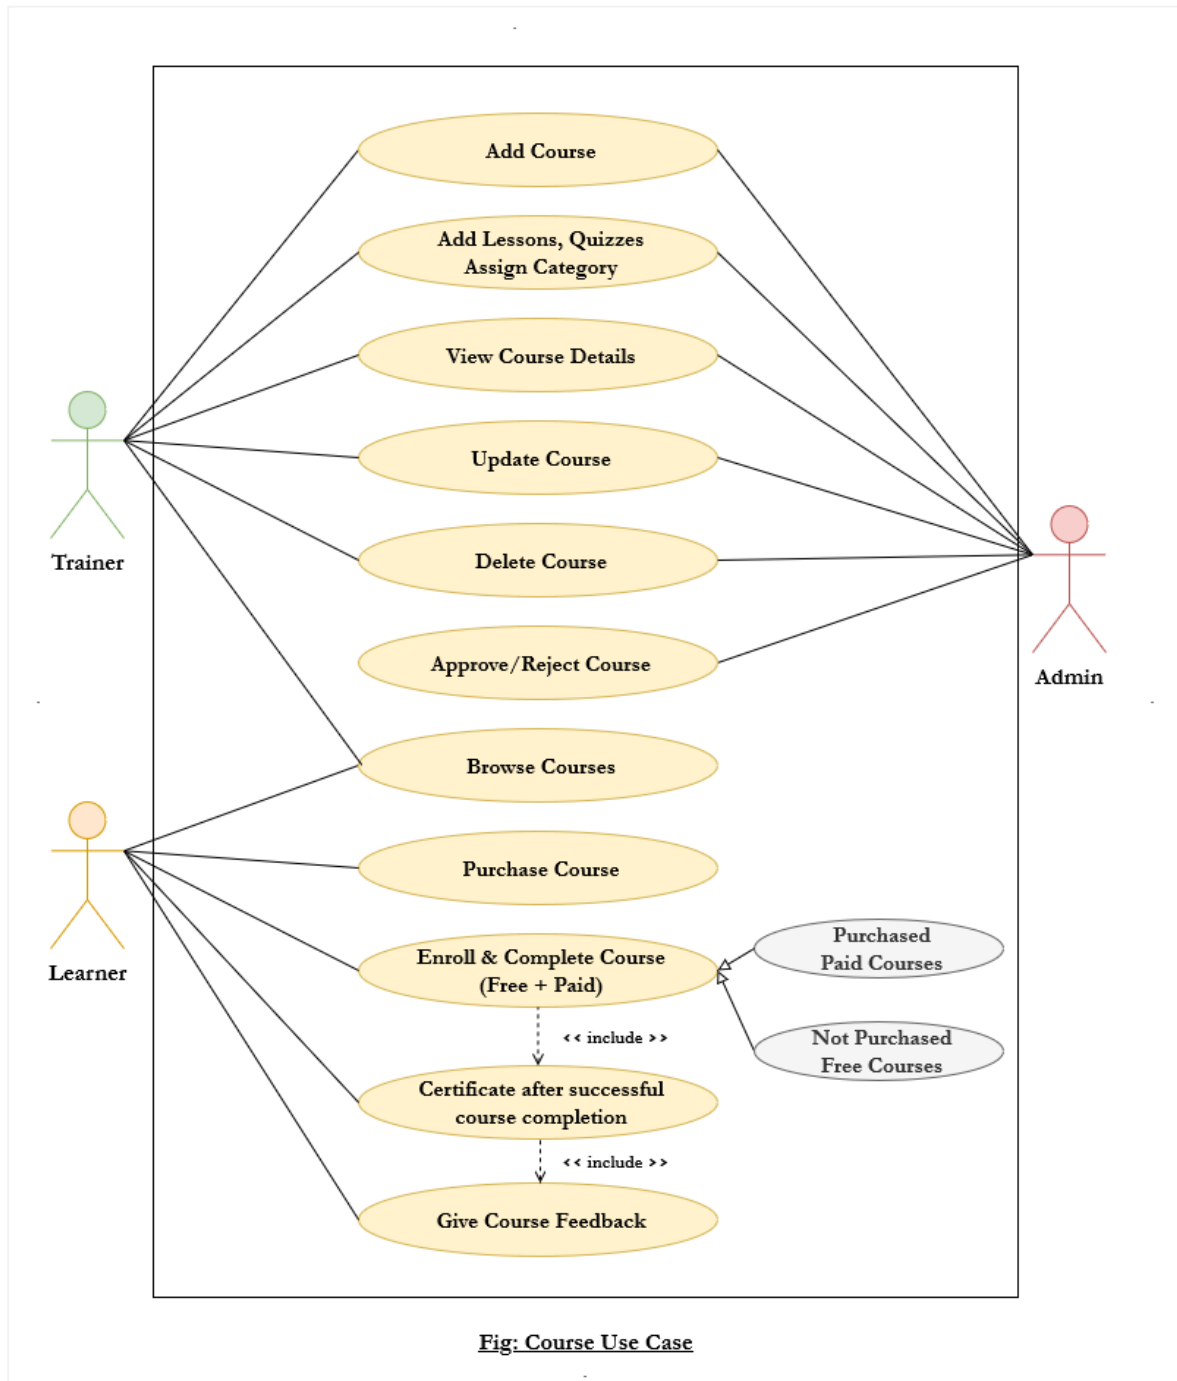 Add Course
Add Lessons, Quizzes
Assign Category
View Course Details
Update Course
Trainer
Delete Course
Approve/Reject Course
Admin
Browse Courses
Purchase Course
Learner
Enroll & Complete Course
(Free + Paid)
Purchased
Paid Courses
<< include >>
Not Purchased
Free Courses
Certificate after successful
course completion
<< include >>
Give Course Feedback
Fig: Course Use Case